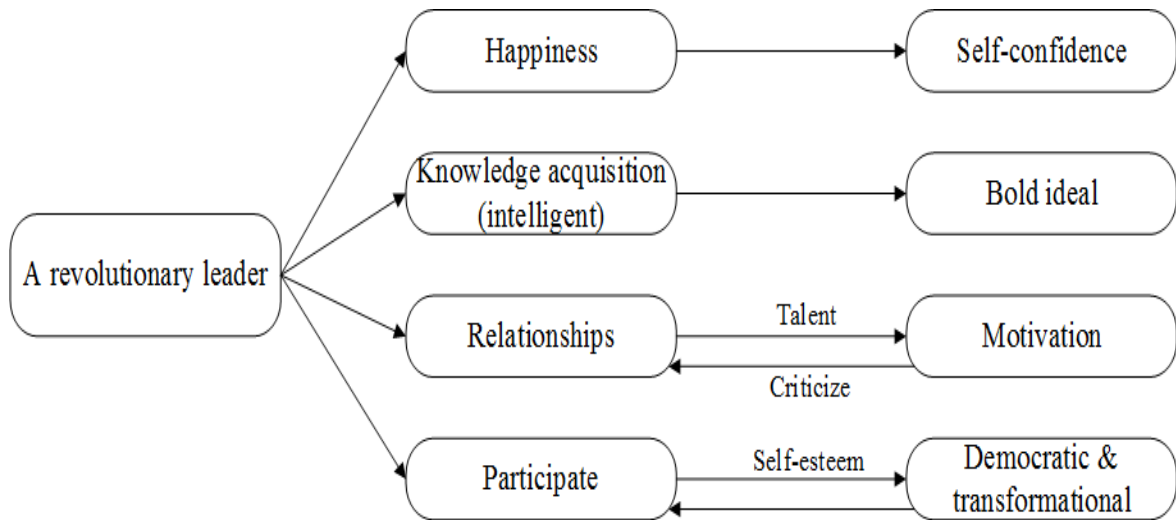 Happiness
Self-confidence
Knowledge acquisition
(intelligent)
Bold ideal
A revolutionary leader
Relationships
Talent
Motivation
Criticize
Participate
Self-esteem
Democratic &
transformational